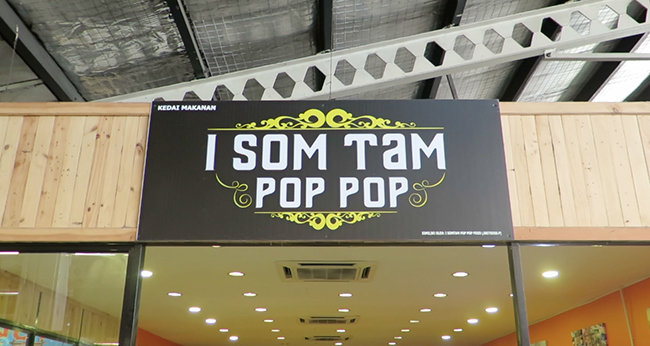 KEDAI MAKANAN
I SOM TaM
POP POP